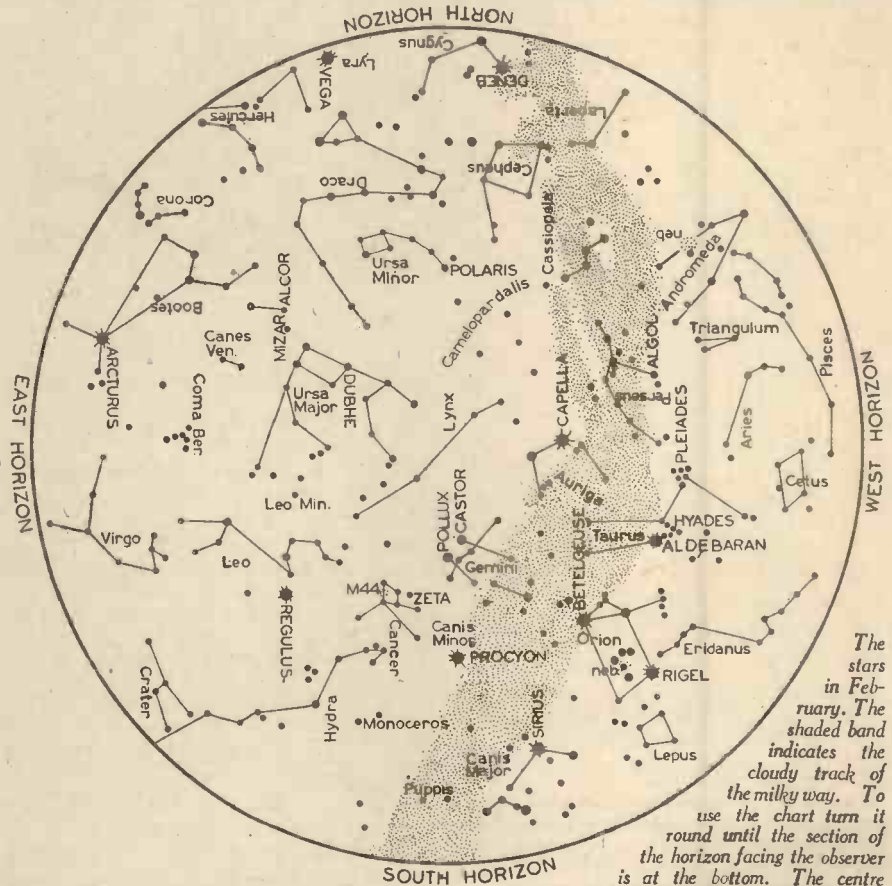 NORTH HORIZON
Cygnus
DENEB
Lyra
VEGA
Hercules
Lacerta
Cepheus
Draco
Corona
Cassiopeia
neb
Andromeda
Ursa
Minor
POLARIS
Bootes
ALCOR
MIZAR
Camelopardalis
ALGOL
Triangulum
Pisces
Canes
Ven.
ARCTURUS
EAST HORIZON
Coma Ber.
Ursa
Major
DUBHE
Lynx
CAPELLA
Perseus
PLEIADES
Aries
WEST HORIZON
Cetus
Leo Min.
Auriga
Virgo
Leo
POLLUX
CASTOR
Gemini
BETELGEUSE
Taurus
HYADES
ALDEBARAN
M44
ZETA
REGULUS
Cancer
Canis
Minor
PROCYON
Orion
neb.
RIGEL
Eridanus
Crater
Hydra
Monoceros
SIRIUS
Canis
Major
Lepus
Puppis
SOUTH HORIZON
The
stars
in Feb-
ruary. The
shaded band
indicates the
cloudy track of
the milky way. To
use the chart turn it
round until the section of
the horizon facing the observer
is at the bottom. The centre